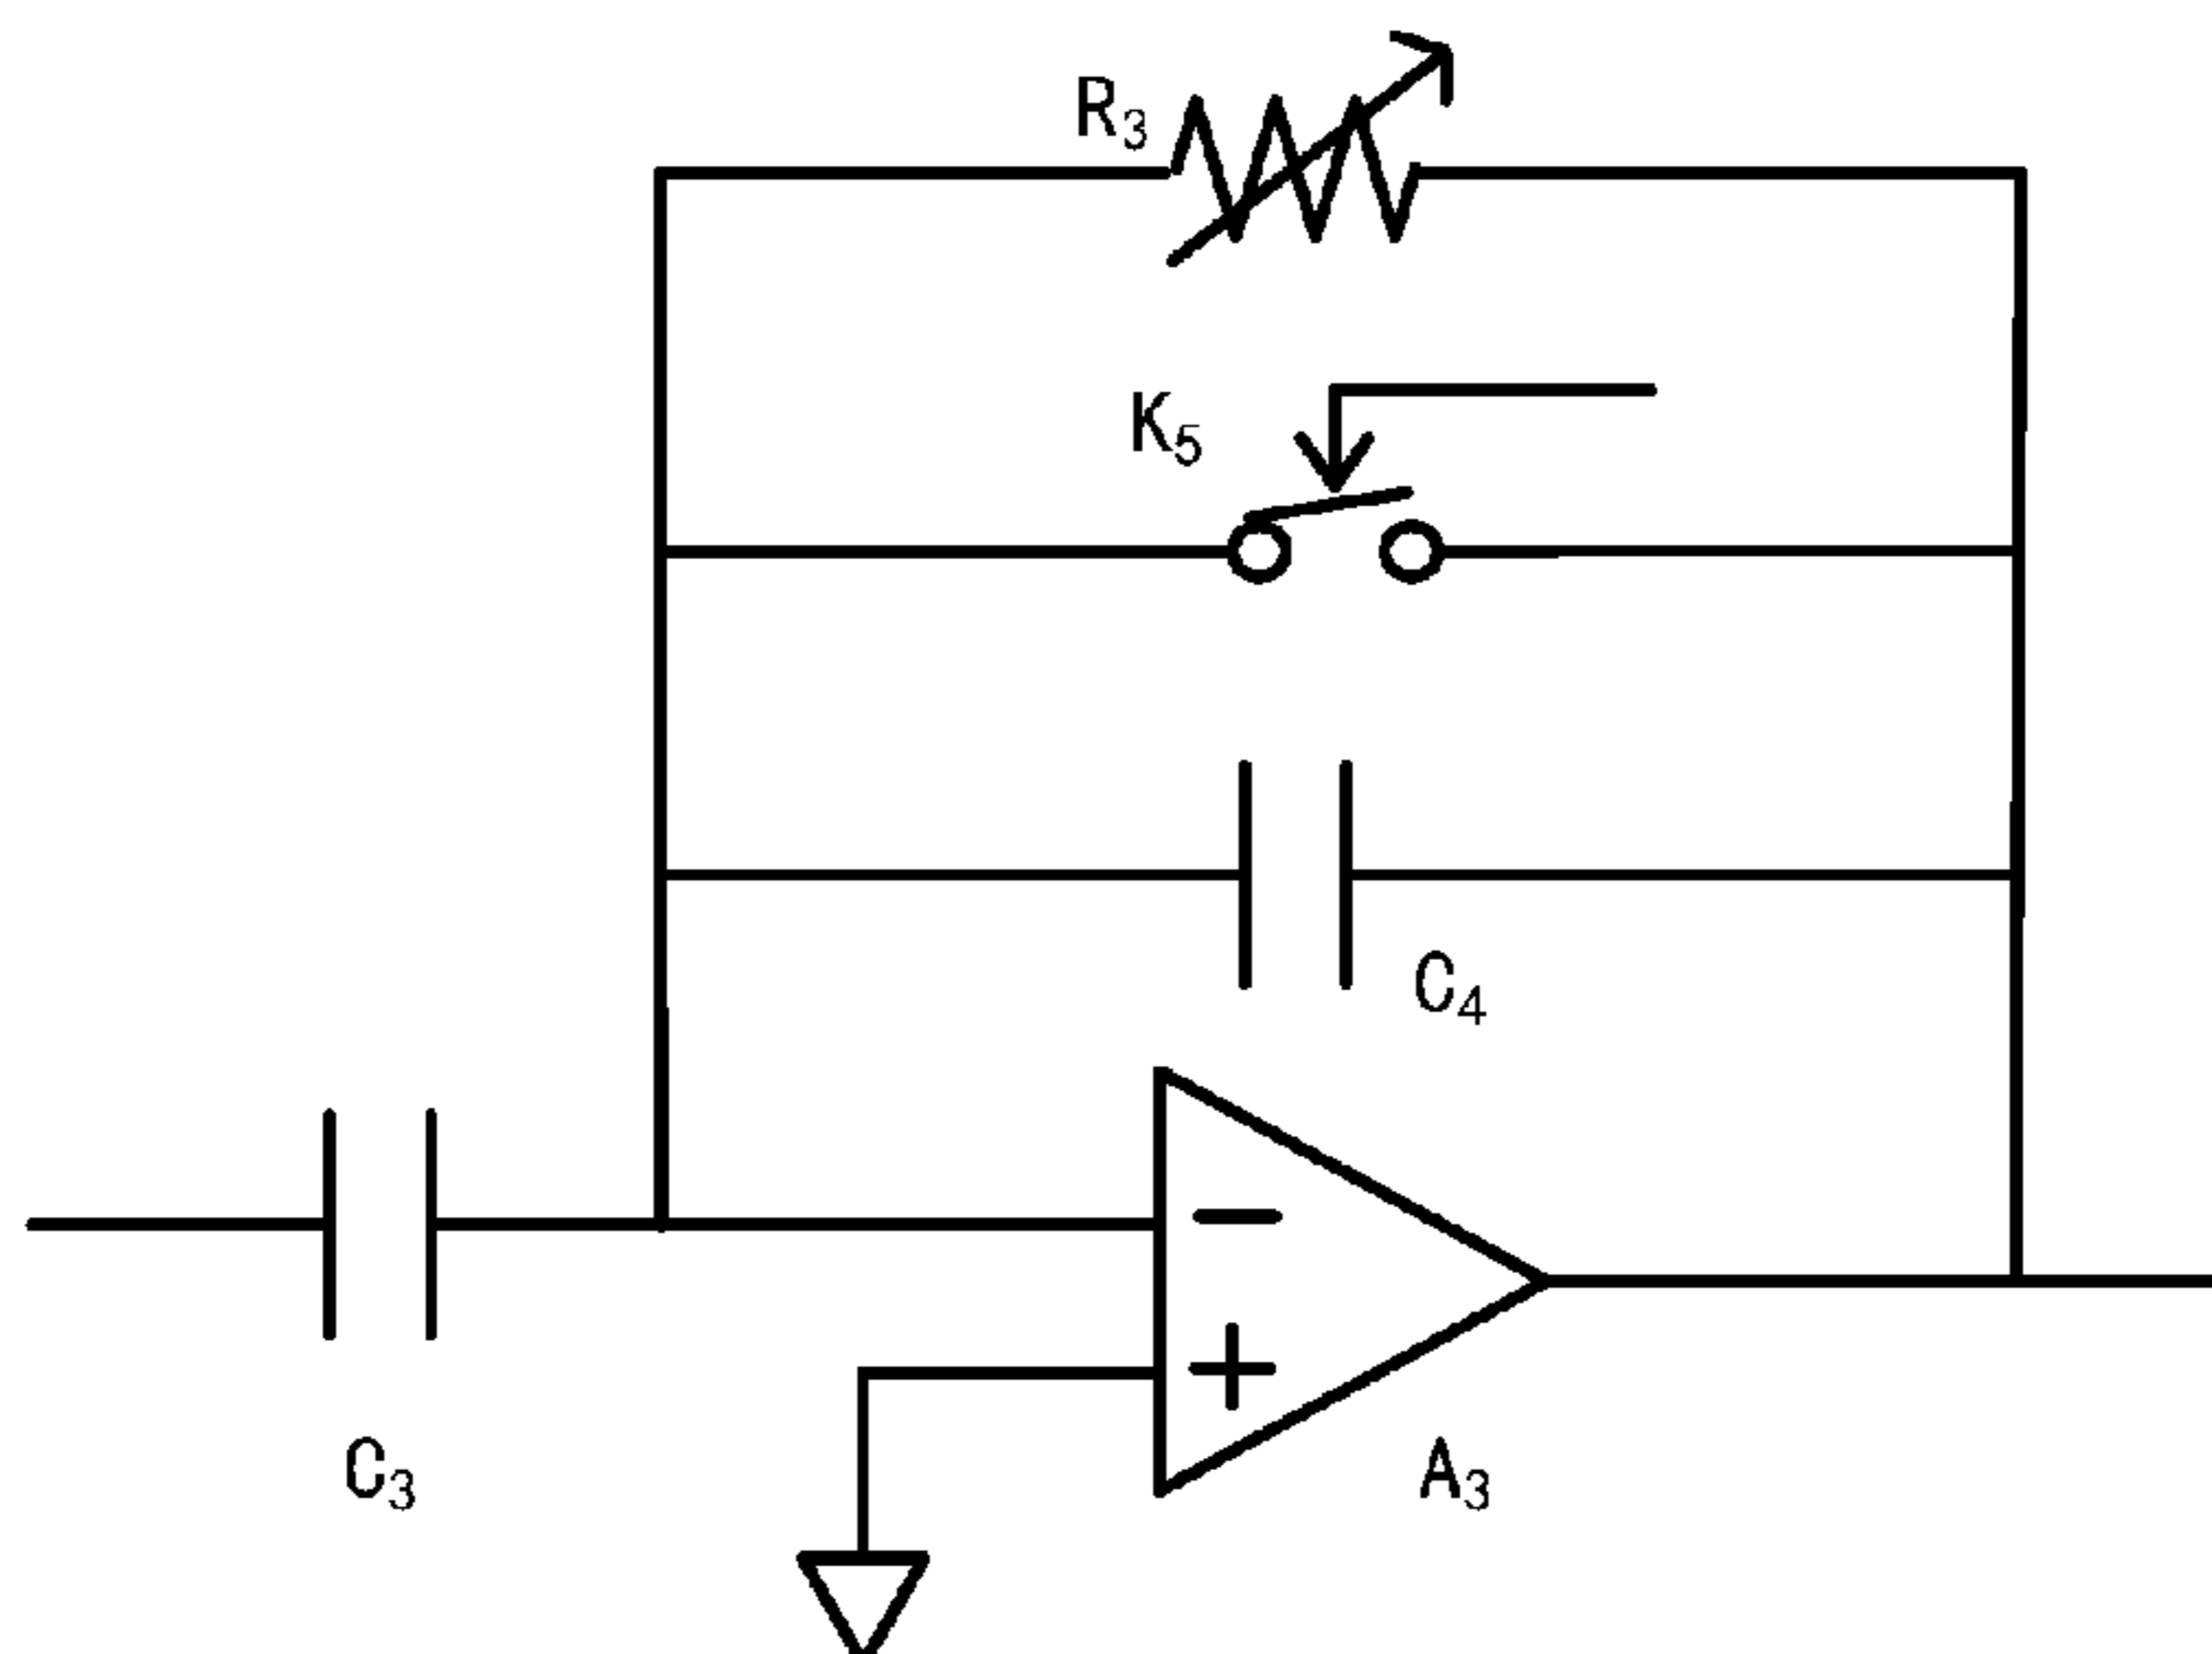 R₃
K₅
C₄
−
+
C₃
A₃